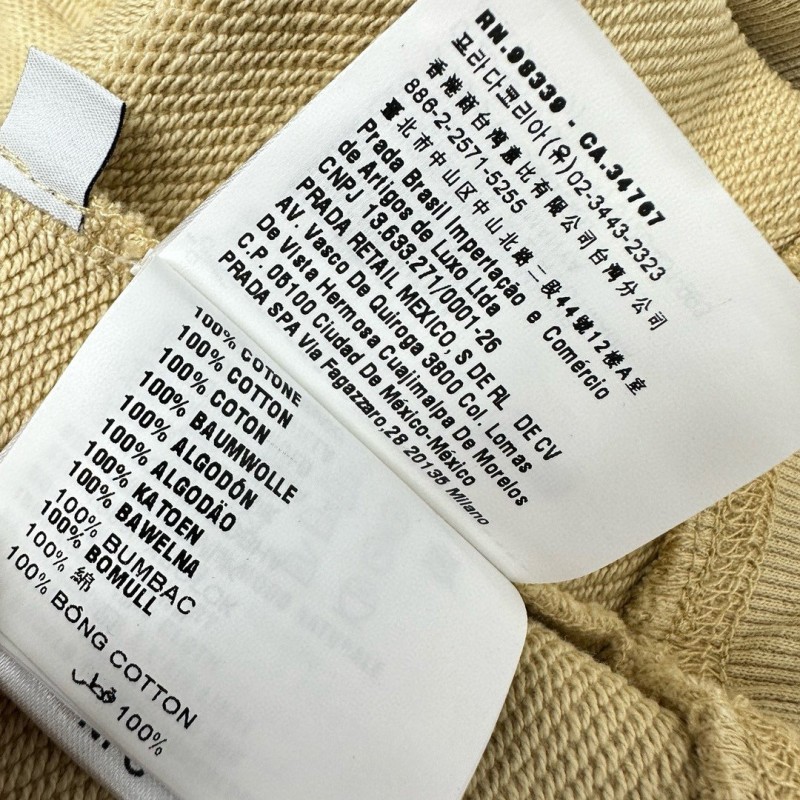 RN.98339 - CA.34767
프라다코리아(유)02-3443-2323
香港商台灣惠比有限公司台灣分公司
886-2-2571-5255
臺北市中山区中山北路二段44號12樓A室
Prada Brasil Importação e Comércio
de Artigos de Luxo Ltda
CNPJ 13.633.271/0001-26
PRADA RETAIL MEXICO, S DE RL DE CV
AV. Vasco De Quiroga 3800 Col. Lomas
De Vista Hermosa Cuajimalpa De Morelos
C.P. 05100 Ciudad De México-México
PRADA SPA Via Fogazzaro,28 20135 Milano
100% COTONE
100% COTTON
100% COTON
100% BAUMWOLLE
100% ALGODÓN
100% ALGODÃO
100% KATOEN
100% BAWELNA
100% BUMBAC
100% BOMULL
100% 綿
100% BÔNG COTTON
قطن 100%